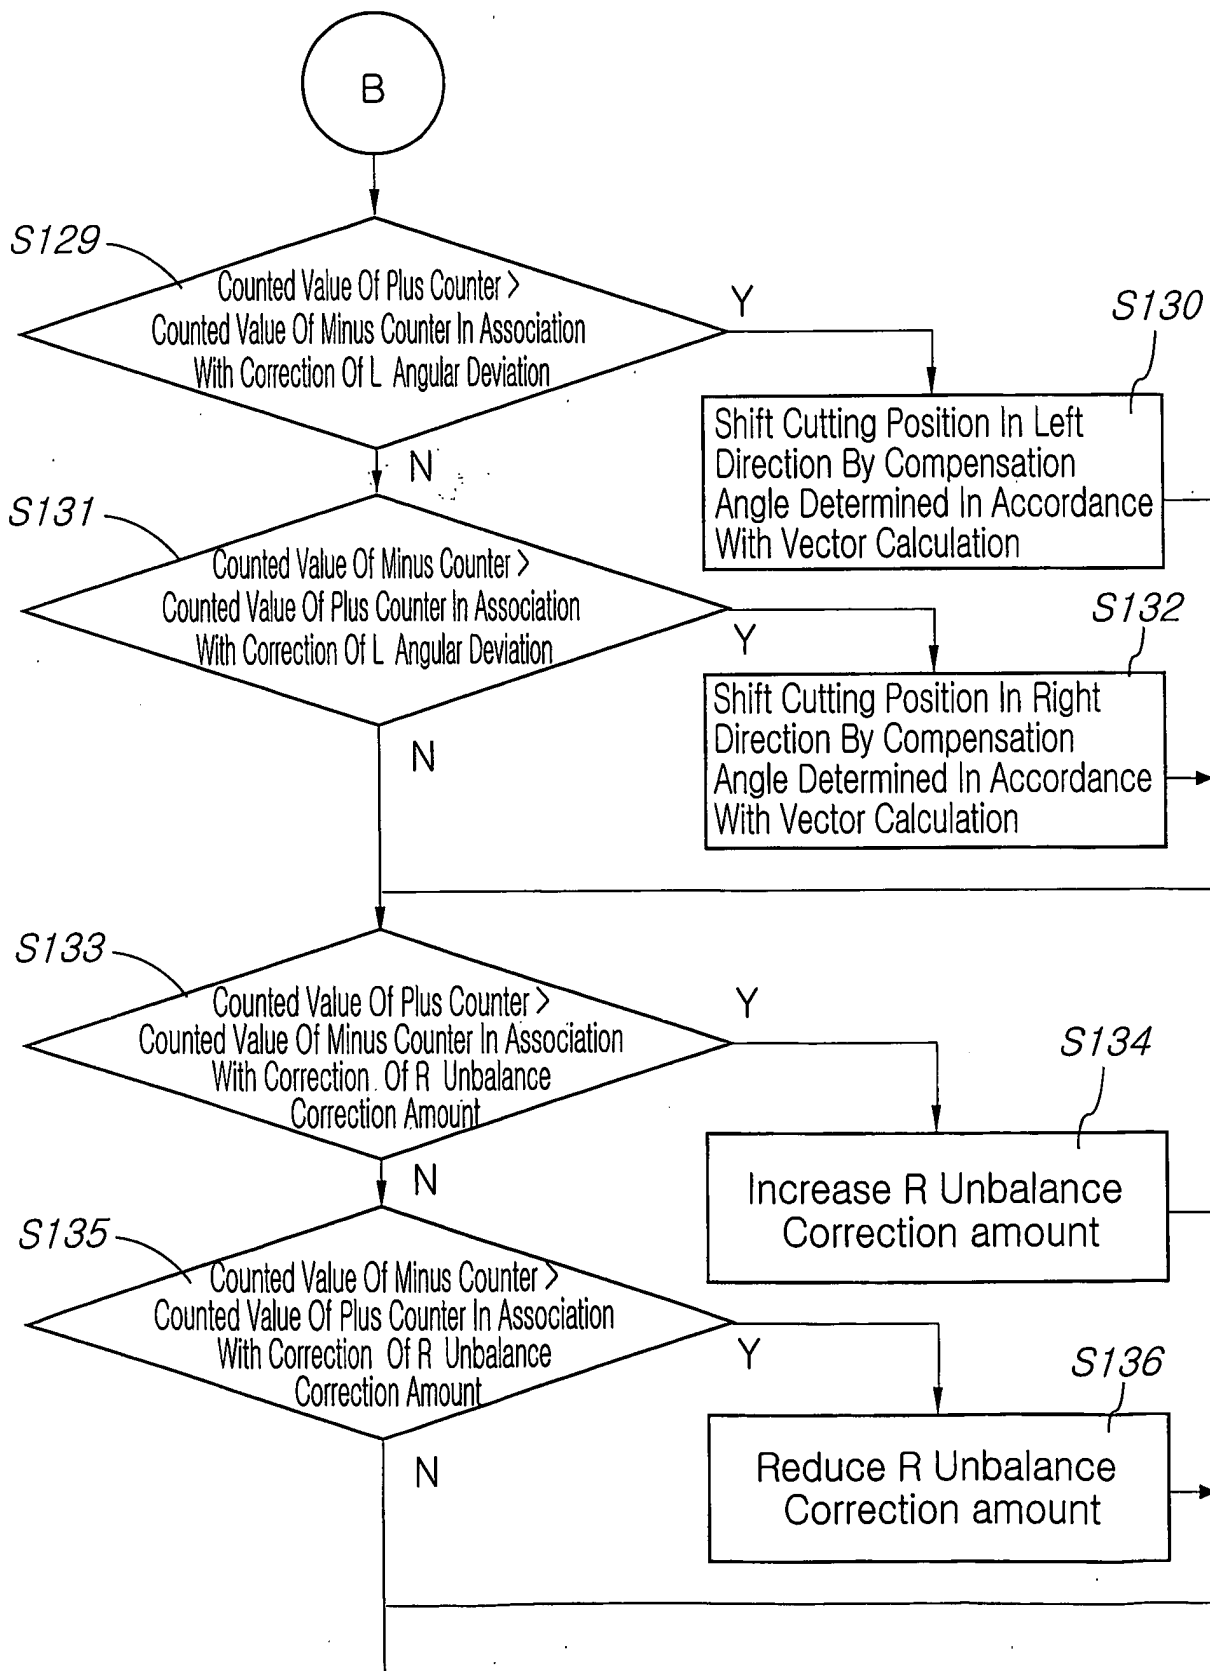 B
S129
Counted Value Of Plus Counter >
Counted Value Of Minus Counter In Association
With Correction Of L Angular Deviation
Y
S130
Shift Cutting Position In Left
Direction By Compensation
Angle Determined In Accordance
With Vector Calculation
N
S131
Counted Value Of Minus Counter >
Counted Value Of Plus Counter In Association
With Correction Of L Angular Deviation
Y
S132
Shift Cutting Position In Right
Direction By Compensation
Angle Determined In Accordance
With Vector Calculation
N
S133
Counted Value Of Plus Counter >
Counted Value Of Minus Counter In Association
With Correction Of R Unbalance
Correction Amount
Y
S134
Increase R Unbalance
Correction amount
N
S135
Counted Value Of Minus Counter >
Counted Value Of Plus Counter In Association
With Correction Of R Unbalance
Correction Amount
Y
S136
Reduce R Unbalance
Correction amount
N